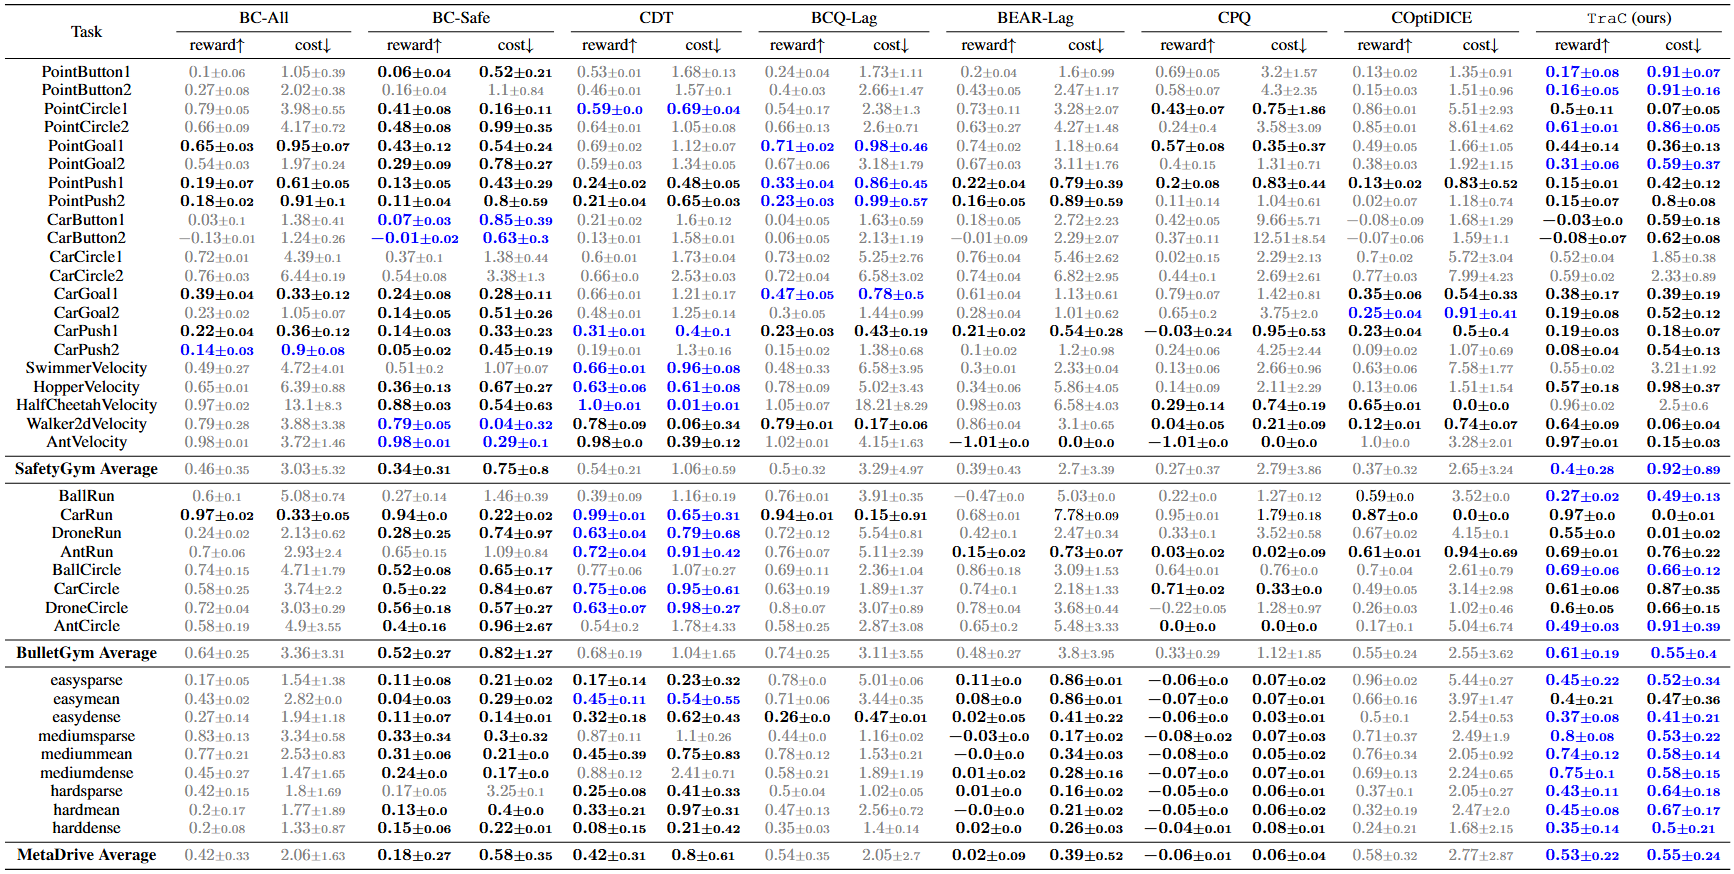 Task BC-All BC-Safe CDT BCQ-Lag BEAR-Lag CPQ COptiDICE TraC (ours)
reward↑ cost↓ reward↑ cost↓ reward↑ cost↓ reward↑ cost↓ reward↑ cost↓ reward↑ cost↓ reward↑ cost↓ reward↑ cost↓
PointButton1 0.1±0.06 1.05±0.39 0.06±0.04 0.52±0.21 0.53±0.01 1.68±0.13 0.24±0.04 1.73±1.11 0.2±0.04 1.6±0.99 0.69±0.05 3.2±1.57 0.13±0.02 1.35±0.91 0.17±0.08 0.91±0.07
PointButton2 0.27±0.08 2.02±0.38 0.16±0.04 1.1±0.84 0.46±0.01 1.57±0.1 0.4±0.03 2.66±1.47 0.43±0.05 2.47±1.17 0.58±0.07 4.3±2.35 0.15±0.03 1.51±0.96 0.16±0.05 0.91±0.16
PointCircle1 0.79±0.05 3.98±0.55 0.41±0.08 0.16±0.11 0.59±0.0 0.69±0.04 0.54±0.17 2.38±1.3 0.73±0.11 3.28±2.07 0.43±0.07 0.75±1.86 0.86±0.01 5.51±2.93 0.5±0.11 0.07±0.05
PointCircle2 0.66±0.09 4.17±0.72 0.48±0.08 0.99±0.35 0.64±0.01 1.05±0.08 0.66±0.13 2.6±0.71 0.63±0.27 4.27±1.48 0.24±0.4 3.58±3.09 0.85±0.01 8.61±4.62 0.61±0.01 0.86±0.05
PointGoal1 0.65±0.03 0.95±0.07 0.43±0.12 0.54±0.24 0.69±0.02 1.12±0.07 0.71±0.02 0.98±0.46 0.74±0.02 1.18±0.64 0.57±0.08 0.35±0.37 0.49±0.05 1.66±1.05 0.44±0.14 0.36±0.13
PointGoal2 0.54±0.03 1.97±0.24 0.29±0.09 0.78±0.27 0.59±0.03 1.34±0.05 0.67±0.04 3.18±1.79 0.67±0.03 3.11±1.76 0.4±0.15 1.31±0.71 0.38±0.03 1.92±1.15 0.31±0.06 0.59±0.37
PointPush1 0.19±0.07 0.61±0.05 0.13±0.05 0.43±0.29 0.24±0.02 0.48±0.05 0.33±0.04 0.86±0.45 0.22±0.04 0.79±0.39 0.2±0.08 0.83±0.44 0.13±0.02 0.83±0.52 0.15±0.01 0.42±0.12
PointPush2 0.18±0.02 0.91±0.1 0.11±0.04 0.8±0.59 0.21±0.04 0.65±0.03 0.23±0.03 0.99±0.57 0.16±0.05 0.89±0.59 0.11±0.14 1.04±0.61 0.02±0.07 1.18±0.74 0.15±0.07 0.8±0.08
CarButton1 0.03±0.1 1.38±0.41 0.07±0.03 0.85±0.39 0.21±0.02 1.6±0.12 0.04±0.05 1.63±0.59 0.18±0.05 2.72±2.23 0.42±0.05 9.66±5.71 −0.08±0.09 1.68±1.29 −0.03±0.0 0.59±0.18
CarButton2 −0.13±0.01 1.24±0.26 −0.01±0.02 0.63±0.3 0.13±0.01 1.58±0.01 0.06±0.05 2.13±1.19 −0.01±0.09 2.29±2.07 0.37±0.11 12.51±8.54 −0.07±0.06 1.59±1.1 −0.08±0.07 0.62±0.08
CarCircle1 0.72±0.01 4.39±0.1 0.37±0.1 1.38±0.44 0.6±0.01 1.73±0.04 0.73±0.02 5.25±2.76 0.76±0.04 5.46±2.62 0.02±0.15 2.29±2.13 0.7±0.02 5.72±3.04 0.52±0.04 1.85±0.38
CarCircle2 0.76±0.03 6.44±0.19 0.54±0.08 3.38±1.3 0.66±0.0 2.53±0.03 0.72±0.04 6.58±3.02 0.74±0.04 6.82±2.95 0.44±0.1 2.69±2.61 0.77±0.03 7.99±4.23 0.59±0.02 2.33±0.89
CarGoal1 0.39±0.04 0.33±0.12 0.24±0.08 0.28±0.11 0.66±0.01 1.21±0.17 0.47±0.05 0.78±0.5 0.61±0.04 1.13±0.61 0.79±0.07 1.42±0.81 0.35±0.06 0.54±0.33 0.38±0.17 0.39±0.19
CarGoal2 0.23±0.02 1.05±0.07 0.14±0.05 0.51±0.26 0.48±0.01 1.25±0.14 0.3±0.05 1.44±0.99 0.28±0.04 1.01±0.62 0.65±0.2 3.75±2.0 0.25±0.04 0.91±0.41 0.19±0.08 0.52±0.12
CarPush1 0.22±0.04 0.36±0.12 0.14±0.03 0.33±0.23 0.31±0.01 0.4±0.1 0.23±0.03 0.43±0.19 0.21±0.02 0.54±0.28 −0.03±0.24 0.95±0.53 0.23±0.04 0.5±0.4 0.19±0.03 0.18±0.07
CarPush2 0.14±0.03 0.9±0.08 0.05±0.02 0.45±0.19 0.19±0.01 1.3±0.16 0.15±0.02 1.38±0.68 0.1±0.02 1.2±0.98 0.24±0.06 4.25±2.44 0.09±0.02 1.07±0.69 0.08±0.04 0.54±0.13
SwimmerVelocity 0.49±0.27 4.72±4.01 0.51±0.2 1.07±0.07 0.66±0.01 0.96±0.08 0.48±0.33 6.58±3.95 0.3±0.01 2.33±0.04 0.13±0.06 2.66±0.96 0.63±0.06 7.58±1.77 0.55±0.02 3.21±1.92
HopperVelocity 0.65±0.01 6.39±0.88 0.36±0.13 0.67±0.27 0.63±0.06 0.61±0.08 0.78±0.09 5.02±3.43 0.34±0.06 5.86±4.05 0.14±0.09 2.11±2.29 0.13±0.06 1.51±1.54 0.57±0.18 0.98±0.37
HalfCheetahVelocity 0.97±0.02 13.1±8.3 0.88±0.03 0.54±0.63 1.0±0.01 0.01±0.01 1.05±0.07 18.21±8.29 0.98±0.03 6.58±4.03 0.29±0.14 0.74±0.19 0.65±0.01 0.0±0.0 0.96±0.02 2.5±0.6
Walker2dVelocity 0.79±0.28 3.88±3.38 0.79±0.05 0.04±0.32 0.78±0.09 0.06±0.34 0.79±0.01 0.17±0.06 0.86±0.04 3.1±0.65 0.04±0.05 0.21±0.09 0.12±0.01 0.74±0.07 0.64±0.09 0.06±0.04
AntVelocity 0.98±0.01 3.72±1.46 0.98±0.01 0.29±0.1 0.98±0.0 0.39±0.12 1.02±0.01 4.15±1.63 −1.01±0.0 0.0±0.0 −1.01±0.0 0.0±0.0 1.0±0.0 3.28±2.01 0.97±0.01 0.15±0.03
SafetyGym Average 0.46±0.35 3.03±5.32 0.34±0.31 0.75±0.8 0.54±0.21 1.06±0.59 0.5±0.32 3.29±4.97 0.39±0.43 2.7±3.39 0.27±0.37 2.79±3.86 0.37±0.32 2.65±3.24 0.4±0.28 0.92±0.89
BallRun 0.6±0.1 5.08±0.74 0.27±0.14 1.46±0.39 0.39±0.09 1.16±0.19 0.76±0.01 3.91±0.35 −0.47±0.0 5.03±0.0 0.22±0.0 1.27±0.12 0.59±0.0 3.52±0.0 0.27±0.02 0.49±0.13
CarRun 0.97±0.02 0.33±0.05 0.94±0.0 0.22±0.02 0.99±0.01 0.65±0.31 0.94±0.01 0.15±0.91 0.68±0.01 7.78±0.09 0.95±0.01 1.79±0.18 0.87±0.0 0.0±0.0 0.97±0.0 0.0±0.01
DroneRun 0.24±0.02 2.13±0.62 0.28±0.25 0.74±0.97 0.63±0.04 0.79±0.68 0.72±0.12 5.54±0.81 0.42±0.1 2.47±0.34 0.33±0.1 3.52±0.58 0.67±0.02 4.15±0.1 0.55±0.0 0.01±0.02
AntRun 0.7±0.06 2.93±2.4 0.65±0.15 1.09±0.84 0.72±0.04 0.91±0.42 0.76±0.07 5.11±2.39 0.15±0.02 0.73±0.07 0.03±0.02 0.02±0.09 0.61±0.01 0.94±0.69 0.69±0.01 0.76±0.22
BallCircle 0.74±0.15 4.71±1.79 0.52±0.08 0.65±0.17 0.77±0.06 1.07±0.27 0.69±0.11 2.36±1.04 0.86±0.18 3.09±1.53 0.64±0.01 0.76±0.0 0.7±0.04 2.61±0.79 0.69±0.06 0.66±0.12
CarCircle 0.58±0.25 3.74±2.2 0.5±0.22 0.84±0.67 0.75±0.06 0.95±0.61 0.63±0.19 1.89±1.37 0.74±0.1 2.18±1.33 0.71±0.02 0.33±0.0 0.49±0.05 3.14±2.98 0.61±0.06 0.87±0.35
DroneCircle 0.72±0.04 3.03±0.29 0.56±0.18 0.57±0.27 0.63±0.07 0.98±0.27 0.8±0.07 3.07±0.89 0.78±0.04 3.68±0.44 −0.22±0.05 1.28±0.97 0.26±0.03 1.02±0.46 0.6±0.05 0.66±0.15
AntCircle 0.58±0.19 4.9±3.55 0.4±0.16 0.96±2.67 0.54±0.2 1.78±4.33 0.58±0.25 2.87±3.08 0.65±0.2 5.48±3.33 0.0±0.0 0.0±0.0 0.17±0.1 5.04±6.74 0.49±0.03 0.91±0.39
BulletGym Average 0.64±0.25 3.36±3.31 0.52±0.27 0.82±1.27 0.68±0.19 1.04±1.65 0.74±0.25 3.11±3.55 0.48±0.27 3.8±3.95 0.33±0.29 1.12±1.85 0.55±0.24 2.55±3.62 0.61±0.19 0.55±0.4
easysparse 0.17±0.05 1.54±1.38 0.11±0.08 0.21±0.02 0.17±0.14 0.23±0.32 0.78±0.0 5.01±0.06 0.11±0.0 0.86±0.01 −0.06±0.0 0.07±0.02 0.96±0.02 5.44±0.27 0.45±0.22 0.52±0.34
easymean 0.43±0.02 2.82±0.0 0.04±0.03 0.29±0.02 0.45±0.11 0.54±0.55 0.71±0.06 3.44±0.35 0.08±0.0 0.86±0.01 −0.07±0.0 0.07±0.01 0.66±0.16 3.97±1.47 0.4±0.21 0.47±0.36
easydense 0.27±0.14 1.94±1.18 0.11±0.07 0.14±0.01 0.32±0.18 0.62±0.43 0.26±0.0 0.47±0.01 0.02±0.05 0.41±0.22 −0.06±0.0 0.03±0.01 0.5±0.1 2.54±0.53 0.37±0.08 0.41±0.21
mediumsparse 0.83±0.13 3.34±0.58 0.33±0.34 0.3±0.32 0.87±0.11 1.1±0.26 0.44±0.0 1.16±0.02 −0.03±0.0 0.17±0.02 −0.08±0.02 0.07±0.03 0.71±0.37 2.49±1.9 0.8±0.08 0.53±0.22
mediummean 0.77±0.21 2.53±0.83 0.31±0.06 0.21±0.0 0.45±0.39 0.75±0.83 0.78±0.12 1.53±0.21 −0.0±0.0 0.34±0.03 −0.08±0.0 0.05±0.02 0.76±0.34 2.05±0.92 0.74±0.12 0.58±0.14
mediumdense 0.45±0.27 1.47±1.65 0.24±0.0 0.17±0.0 0.88±0.12 2.41±0.71 0.58±0.21 1.89±1.19 0.01±0.02 0.28±0.16 −0.07±0.0 0.07±0.01 0.69±0.13 2.24±0.65 0.75±0.1 0.58±0.15
hardsparse 0.42±0.15 1.8±1.69 0.17±0.05 3.25±0.1 0.25±0.08 0.41±0.33 0.5±0.04 1.02±0.05 0.01±0.0 0.16±0.02 −0.05±0.0 0.06±0.01 0.37±0.1 2.05±0.27 0.43±0.11 0.64±0.18
hardmean 0.2±0.17 1.77±1.89 0.13±0.0 0.4±0.0 0.33±0.21 0.97±0.31 0.47±0.13 2.56±0.72 −0.0±0.0 0.21±0.02 −0.05±0.0 0.06±0.02 0.32±0.19 2.47±2.0 0.45±0.08 0.67±0.17
harddense 0.2±0.08 1.33±0.87 0.15±0.06 0.22±0.01 0.08±0.15 0.21±0.42 0.35±0.03 1.4±0.14 0.02±0.0 0.26±0.03 −0.04±0.01 0.08±0.01 0.24±0.21 1.68±2.15 0.35±0.14 0.5±0.21
MetaDrive Average 0.42±0.33 2.06±1.63 0.18±0.27 0.58±0.35 0.42±0.31 0.8±0.61 0.54±0.35 2.05±2.7 0.02±0.09 0.39±0.52 −0.06±0.01 0.06±0.04 0.58±0.32 2.77±2.87 0.53±0.22 0.55±0.24